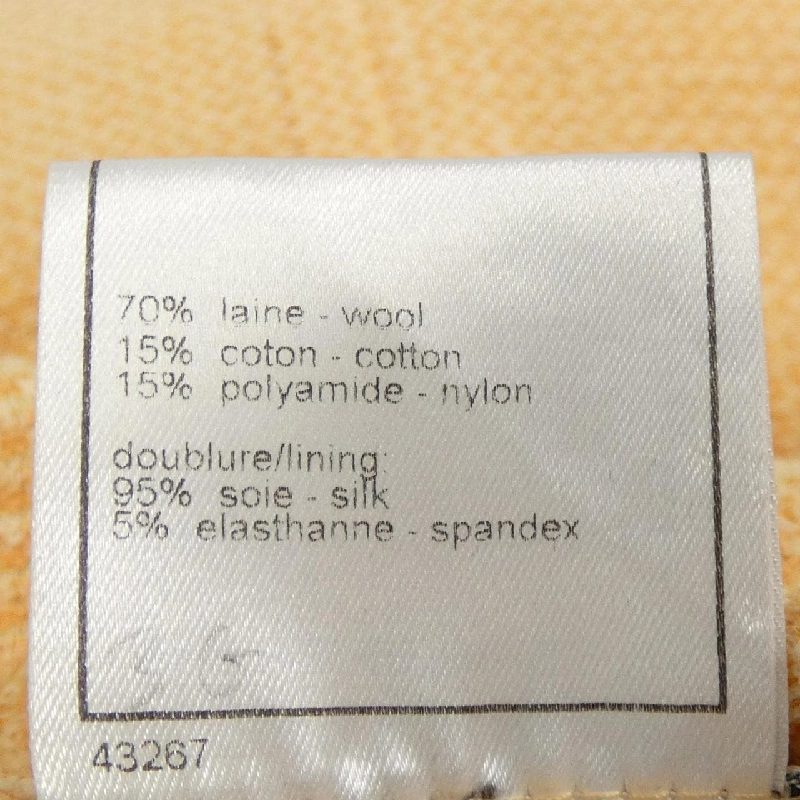 70% laine - wool
15% coton - cotton
15% polyamide - nylon
doublure/lining:
95% soie - silk
5% elasthanne - spandex
43267